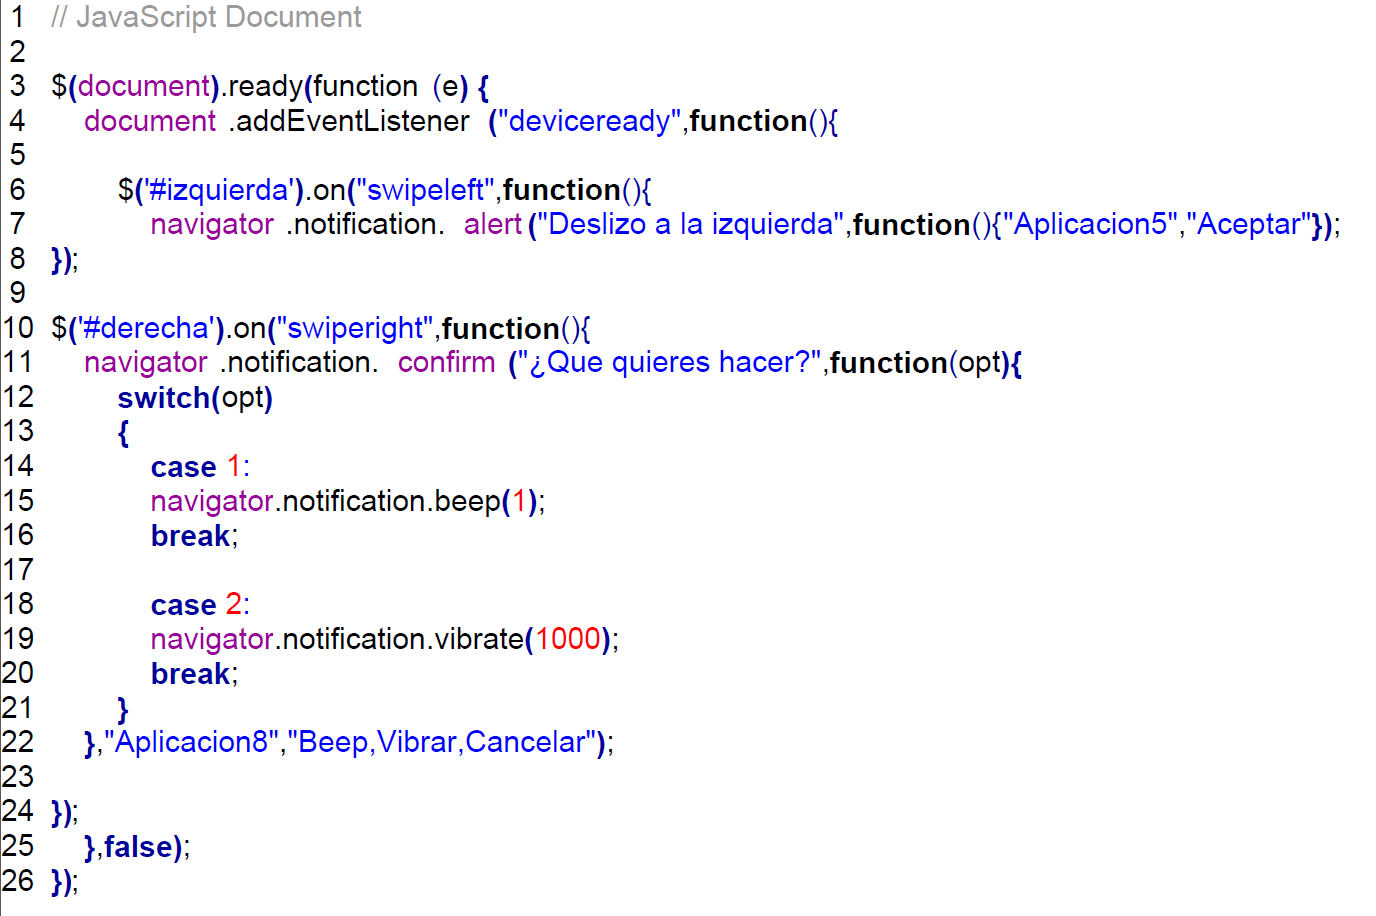 1 // JavaScript Document
2
3 $(document).ready(function (e) {
4 document .addEventListener ("deviceready",function(){
5
6 $('#izquierda').on("swipeleft",function(){
7 navigator .notification. alert ("Deslizo a la izquierda",function(){"Aplicacion5","Aceptar"});
8 });
9
10 $('#derecha').on("swiperight",function(){
11 navigator .notification. confirm ("¿Que quieres hacer?",function(opt){
12 switch(opt)
13 {
14 case 1:
15 navigator.notification.beep(1);
16 break;
17
18 case 2:
19 navigator.notification.vibrate(1000);
20 break;
21 }
22 },"Aplicacion8","Beep,Vibrar,Cancelar");
23
24 });
25 },false);
26 });